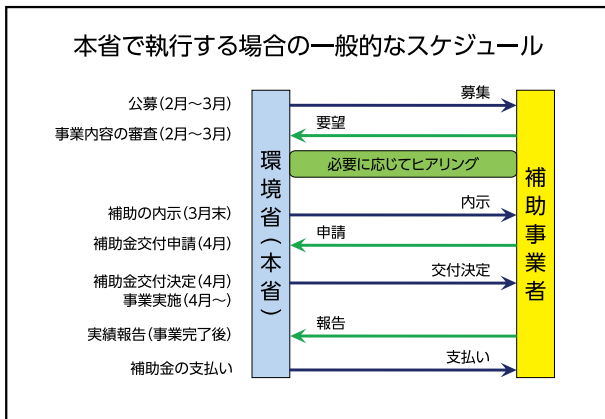 本省で執行する場合の一般的なスケジュール
公募(2月～3月)
募集
事業内容の審査(2月～3月)
要望
必要に応じてヒアリング
環境省(本省)
補助事業者
補助の内示(3月末)
内示
補助金交付申請(4月)
申請
補助金交付決定(4月)
交付決定
事業実施(4月～)
実績報告(事業完了後)
報告
補助金の支払い
支払い